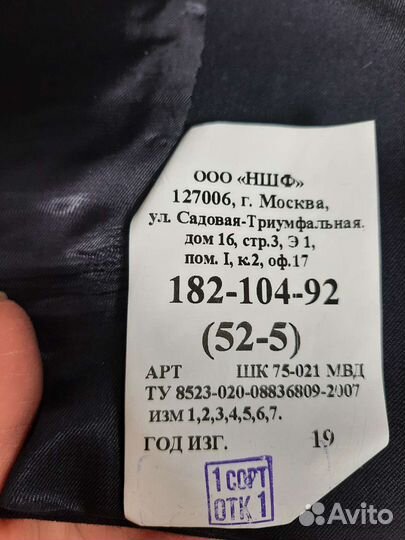 ООО «НШФ»
127006, г. Москва,
ул. Садовая-Триумфальная.
дом 16, стр.3, Э 1,
пом. I, к.2, оф.17
182-104-92
(52-5)
АРТ ШК 75-021 МВД
ТУ 8523-020-08836809-2007
ИЗМ 1,2,3,4,5,6,7.
ГОД ИЗГ. 19
1 СОРТ
ОТК 1
Avito